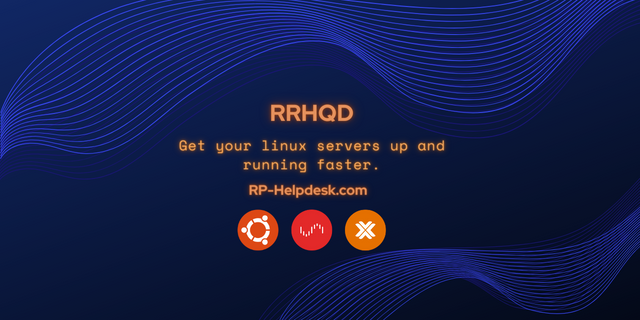 RRHQD
Get your linux servers up and
running faster.
RP-Helpdesk.com